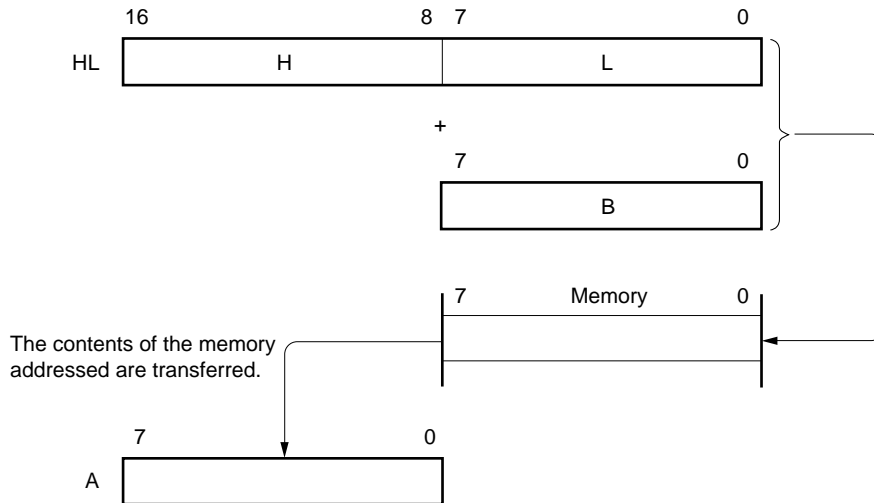 16 8 7 0
HL H L
+
7 0
B
7 Memory 0
The contents of the memory
addressed are transferred.
7 0
A